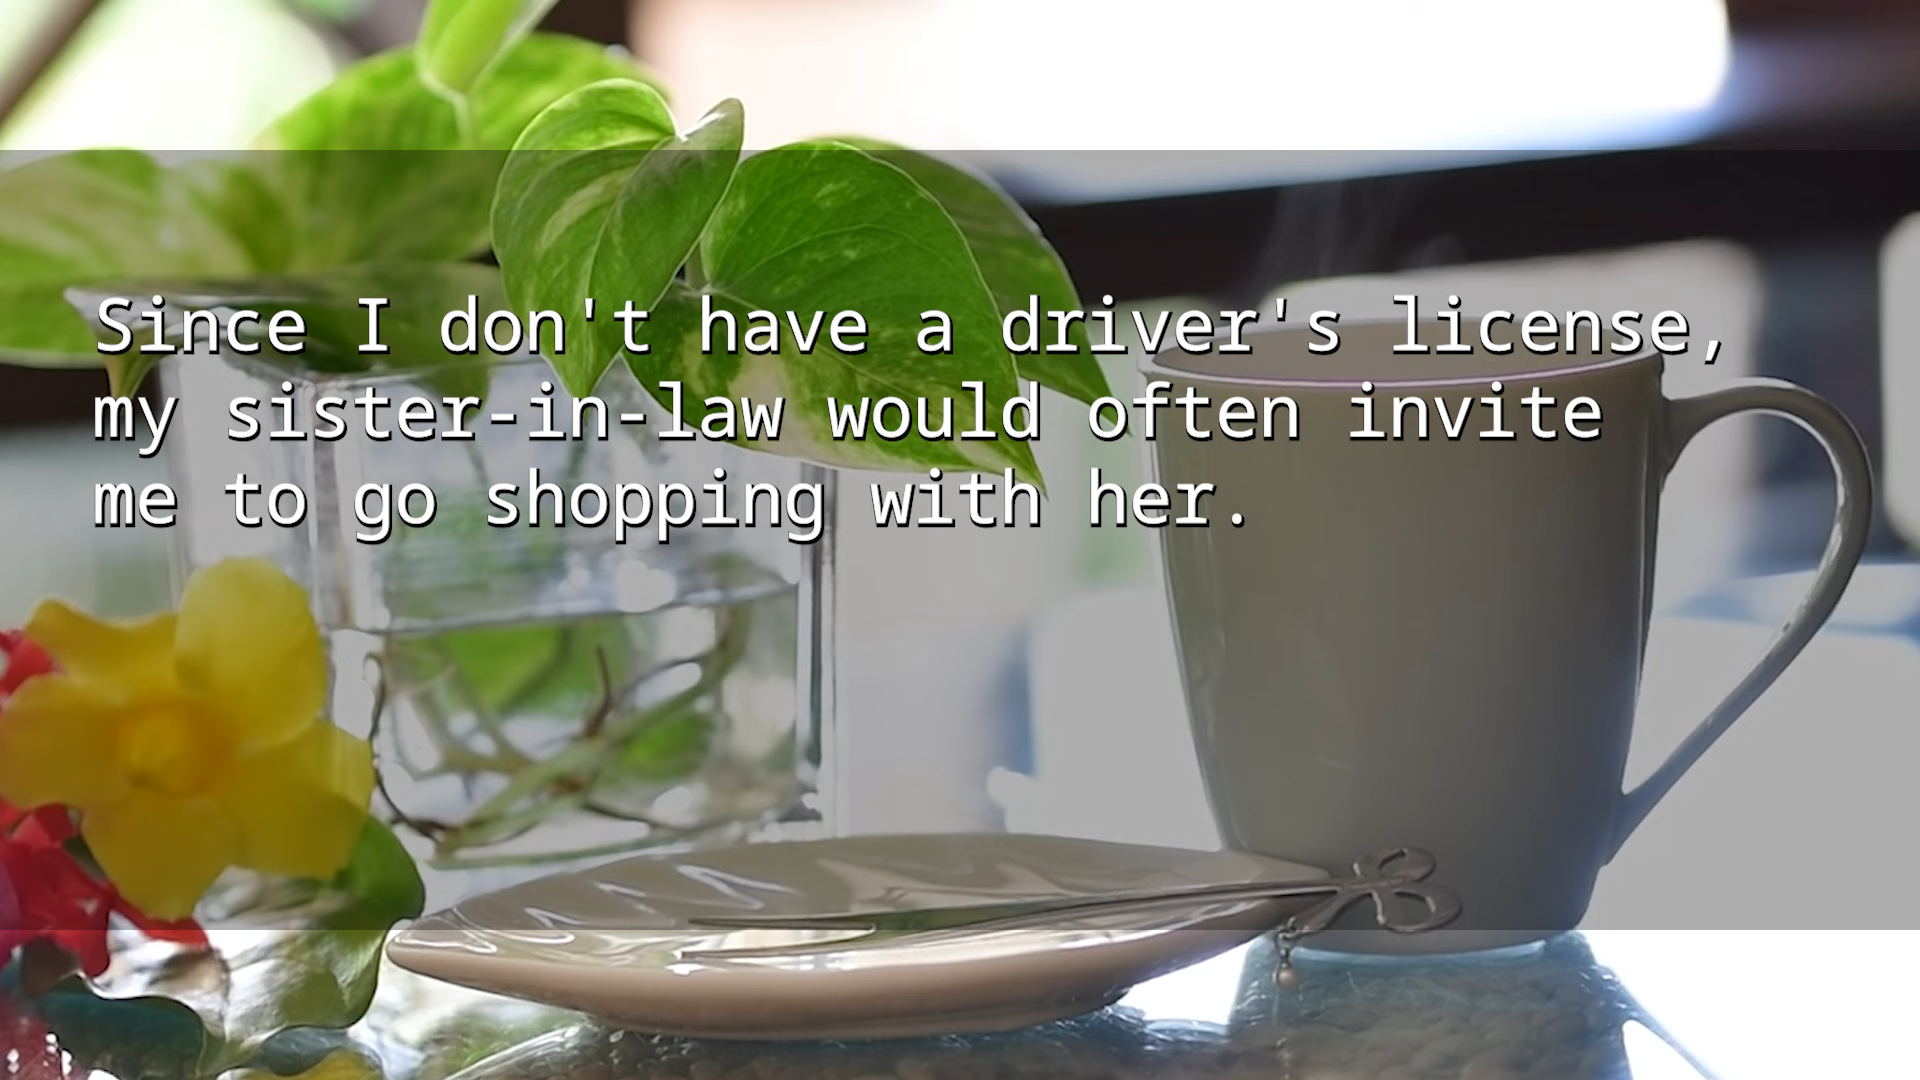 Since I don't have a driver's license,
my sister-in-law would often invite
me to go shopping with her.